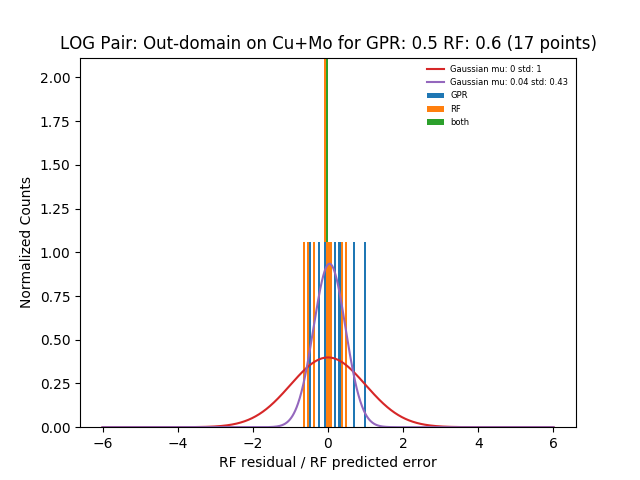 LOG Pair: Out-domain on Cu+Mo for GPR: 0.5 RF: 0.6 (17 points)
Gaussian mu: 0 std: 1
Gaussian mu: 0.04 std: 0.43
GPR
RF
both
2.00
1.75
1.50
1.25
1.00
0.75
0.50
0.25
0.00
Normalized Counts
−6
−4
−2
0
2
4
6
RF residual / RF predicted error